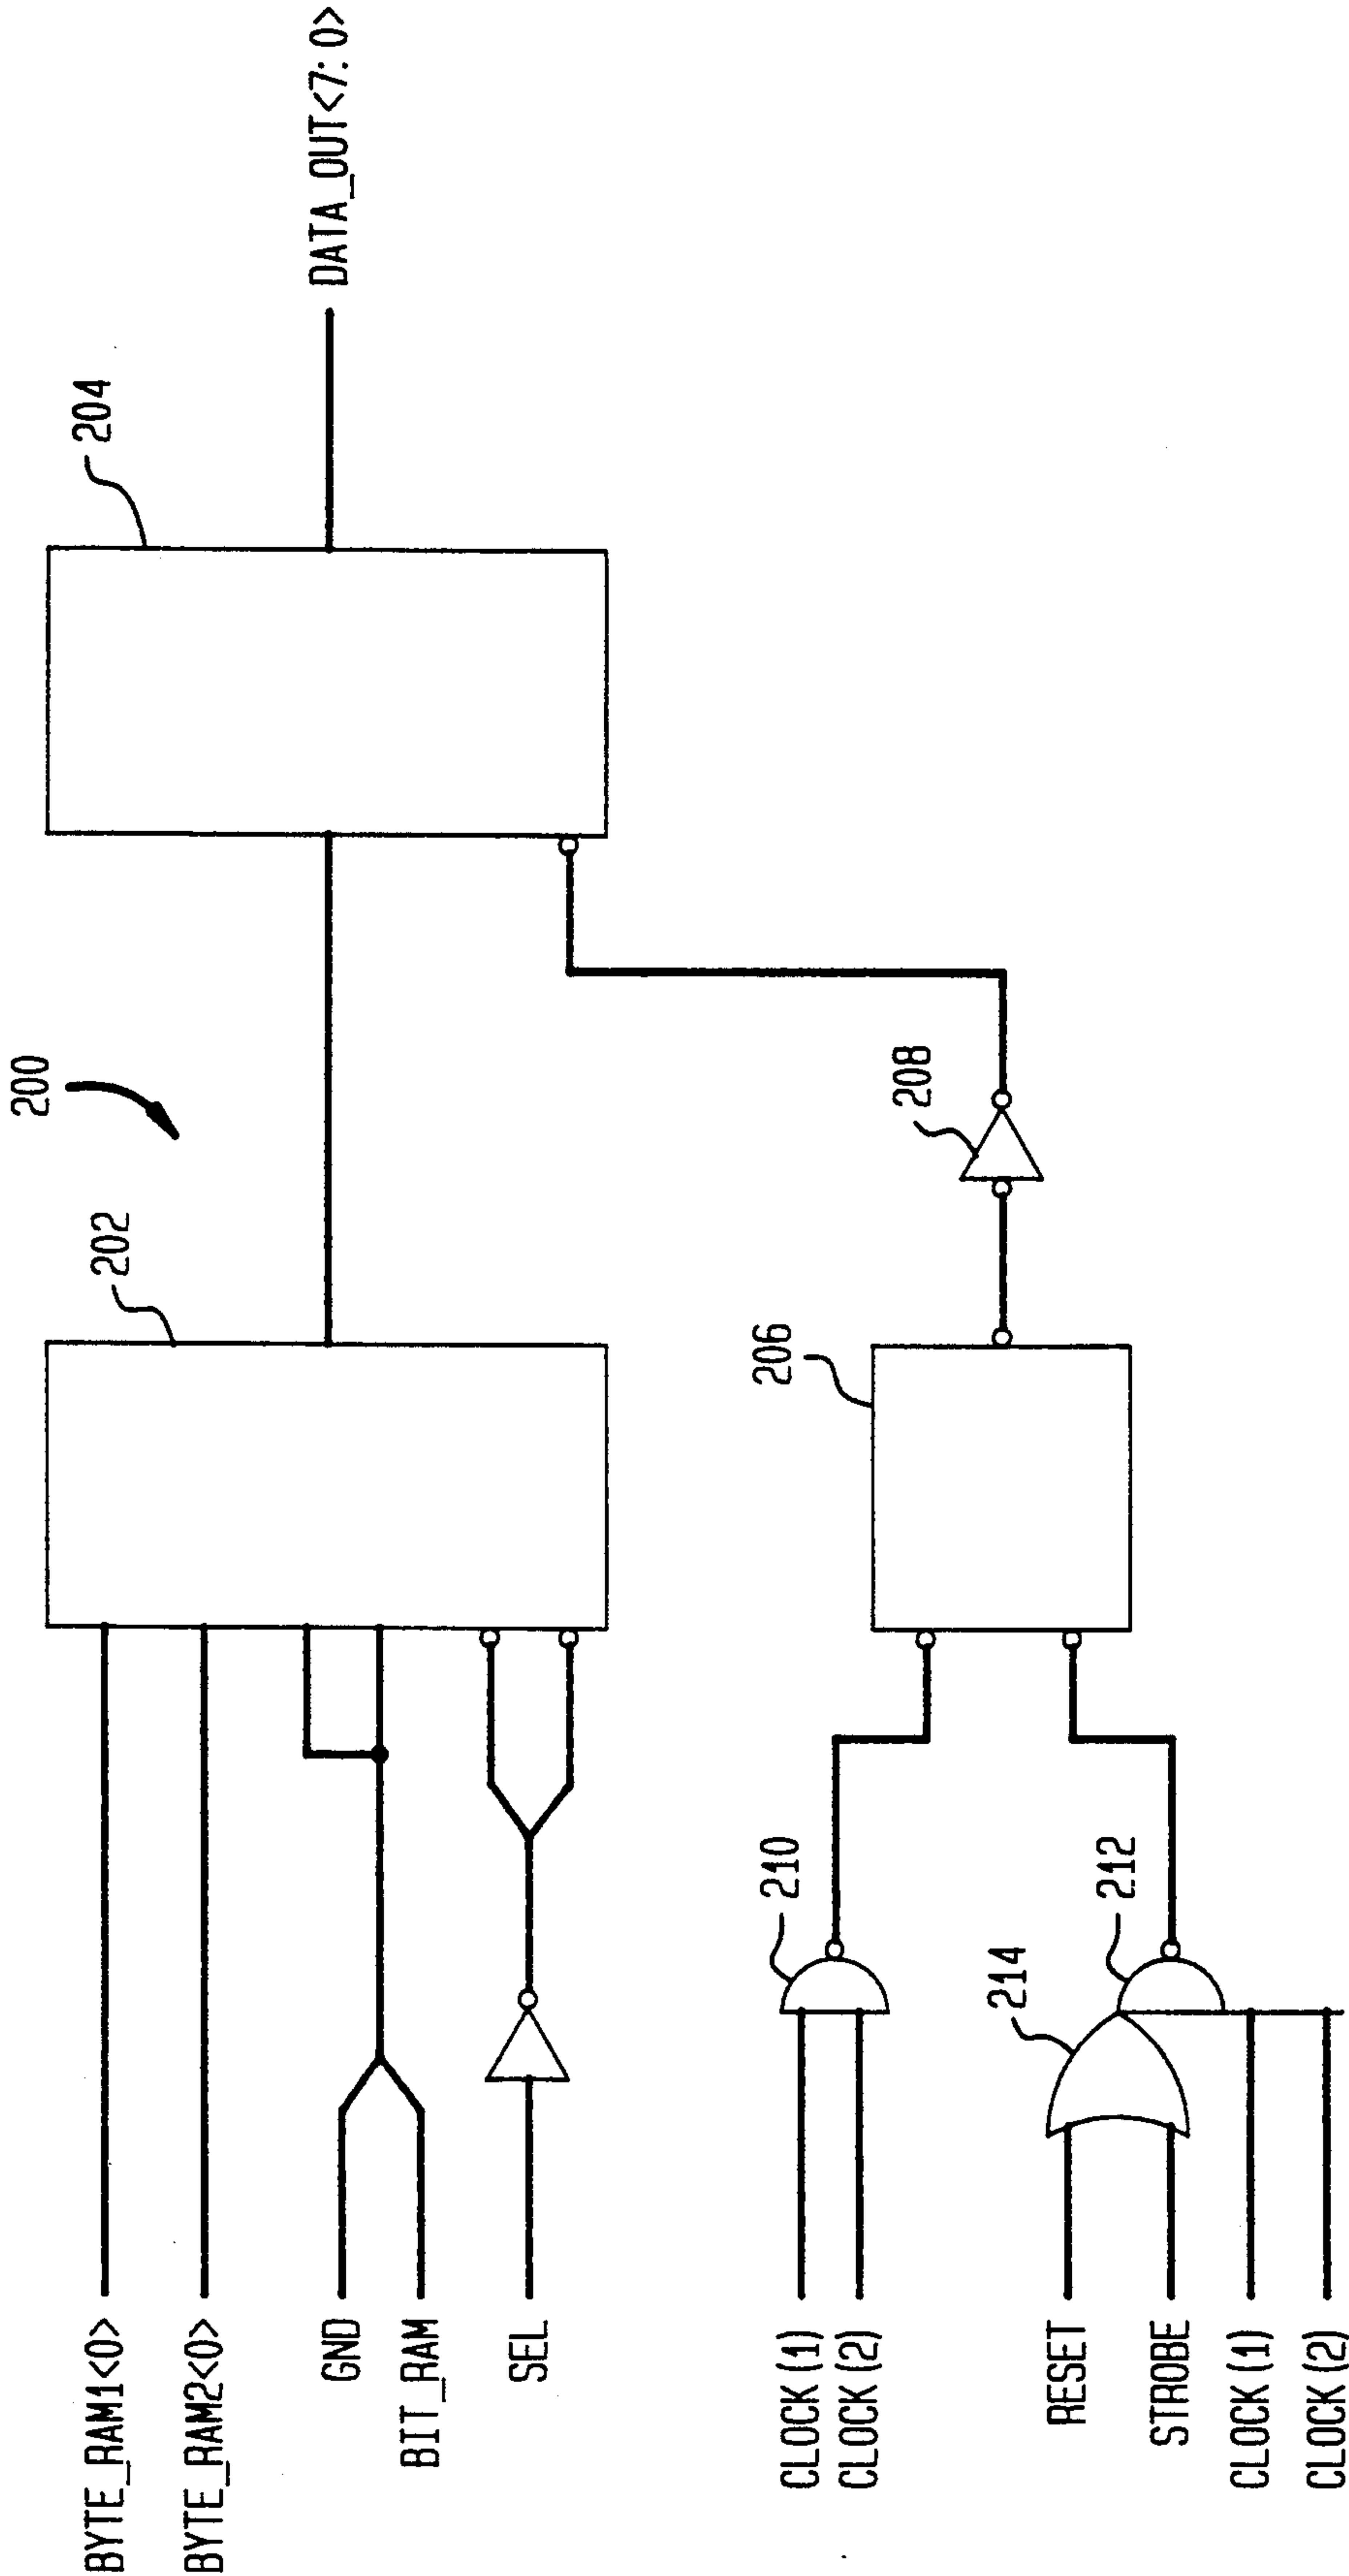 200
202
204
BYTE_RAM1<0>
BYTE_RAM2<0>
GND
BIT_RAM
SEL
DATA_OUT<7:0>
206
208
210
CLOCK (1)
CLOCK (2)
214
212
RESET
STROBE
CLOCK (1)
CLOCK (2)